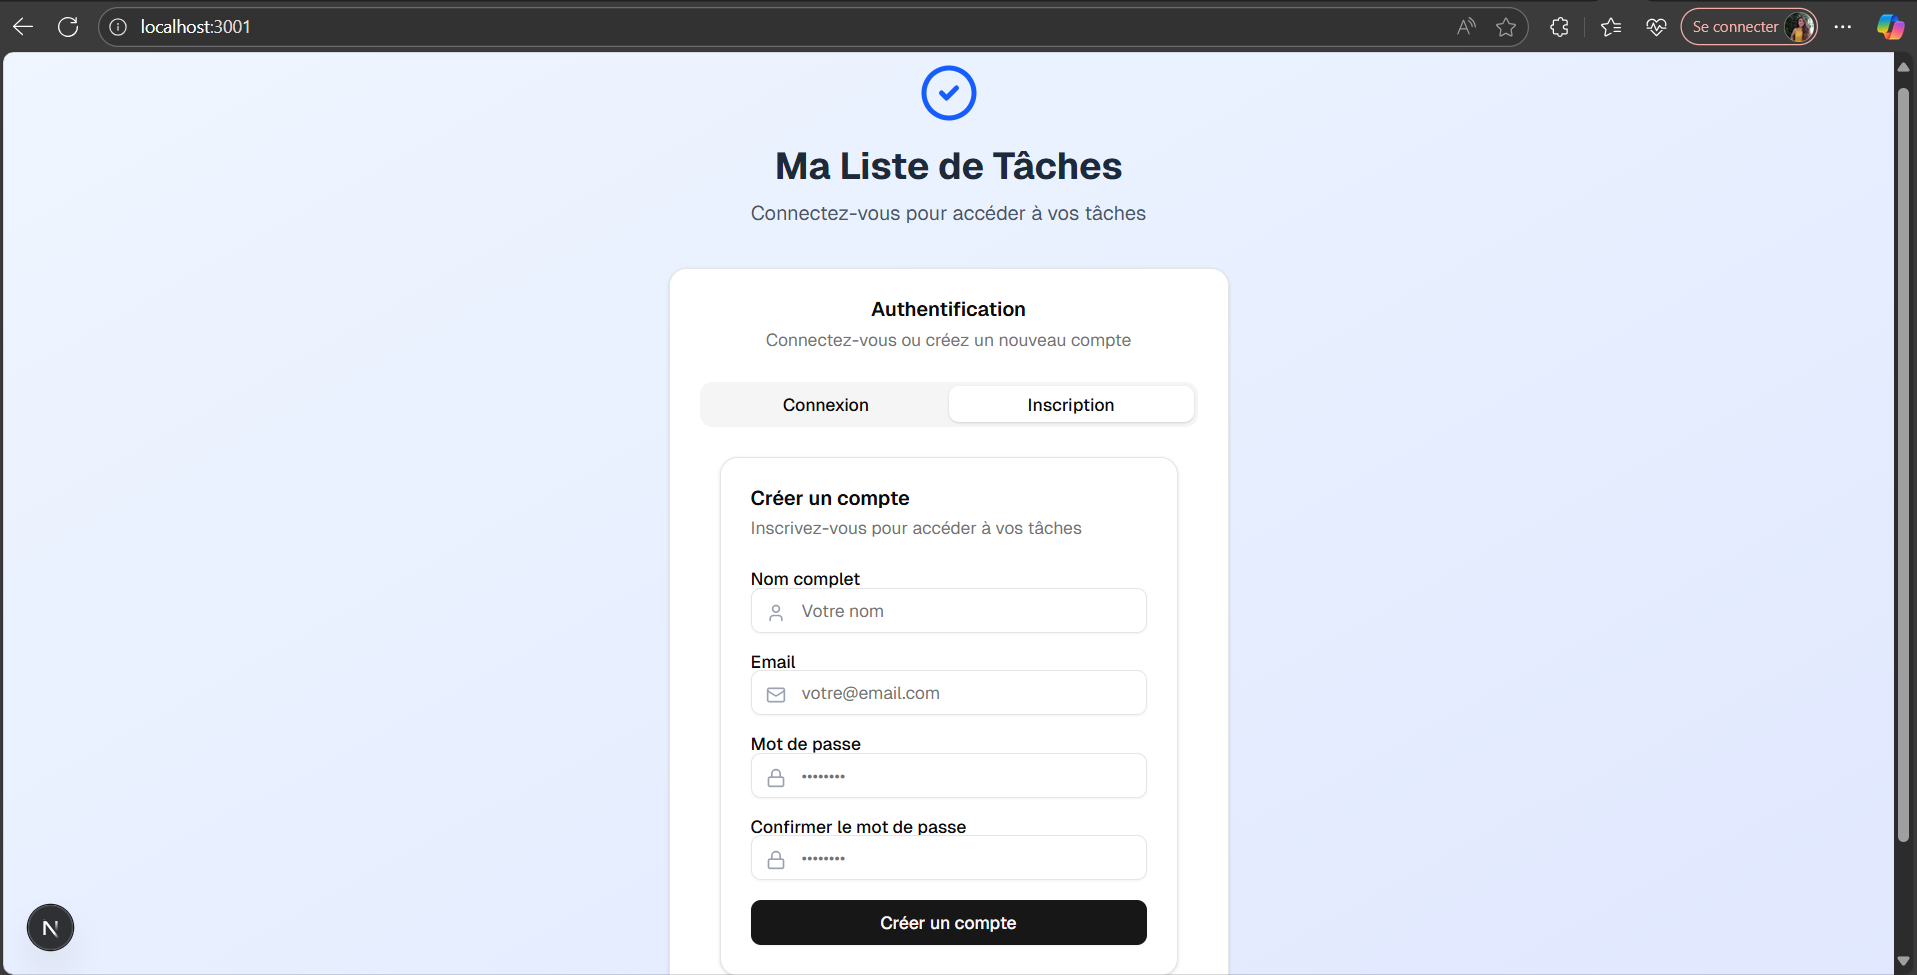 localhost:3001
Se connecter
Ma Liste de Tâches
Connectez-vous pour accéder à vos tâches
Authentification
Connectez-vous ou créez un nouveau compte
Connexion
Inscription
Créer un compte
Inscrivez-vous pour accéder à vos tâches
Nom complet
Votre nom
Email
votre@email.com
Mot de passe
••••••••
Confirmer le mot de passe
••••••••
Créer un compte
N